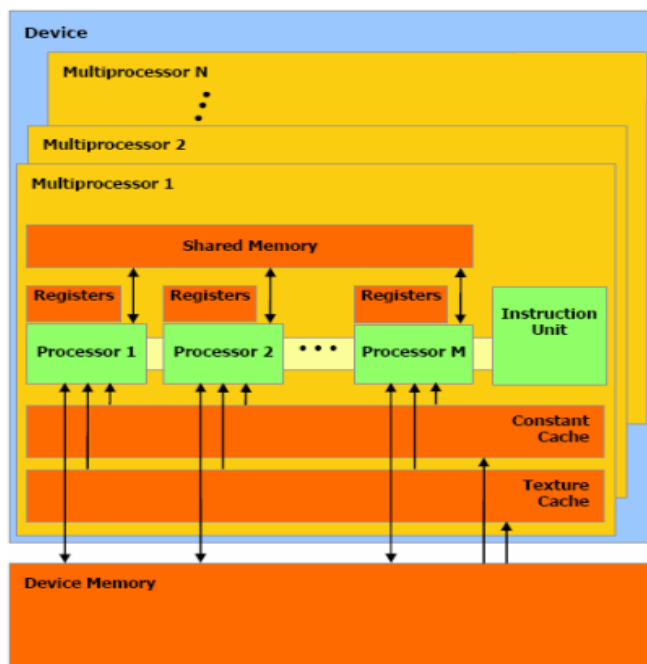 Device
Multiprocessor N
Multiprocessor 2
Multiprocessor 1
Shared Memory
Registers
Registers
Registers
Instruction
Unit
Processor 1
Processor 2
Processor M
Constant
Cache
Texture
Cache
Device Memory